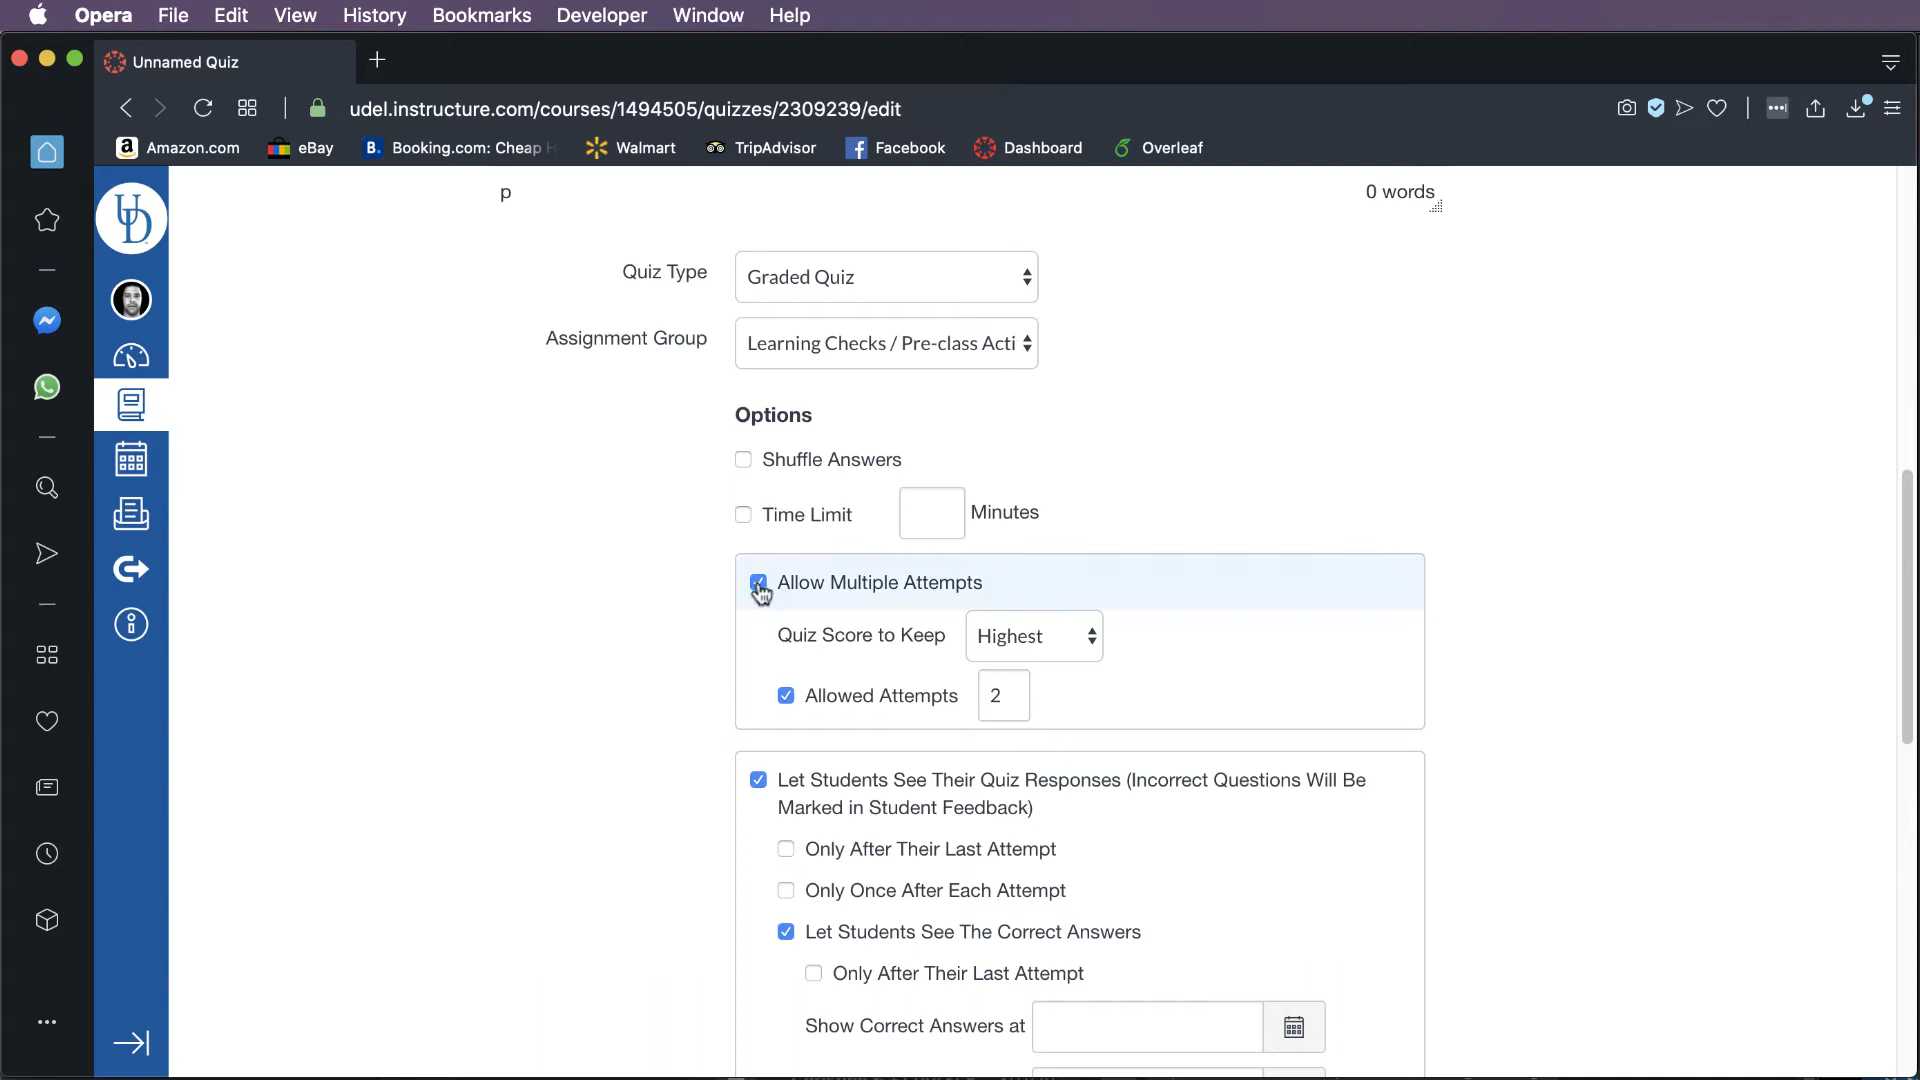 Opera File Edit View History Bookmarks Developer Window Help
Unnamed Quiz
udel.instructure.com/courses/1494505/quizzes/2309239/edit
Amazon.com eBay B. Booking.com: Cheap Walmart TripAdvisor Facebook Dashboard Overleaf
UD
p 0 words
Quiz Type Graded Quiz
Assignment Group Learning Checks / Pre-class Acti
Options
Shuffle Answers
Time Limit Minutes
Allow Multiple Attempts
Quiz Score to Keep Highest
Allowed Attempts 2
Let Students See Their Quiz Responses (Incorrect Questions Will Be
Marked in Student Feedback)
Only After Their Last Attempt
Only Once After Each Attempt
Let Students See The Correct Answers
Only After Their Last Attempt
Show Correct Answers at